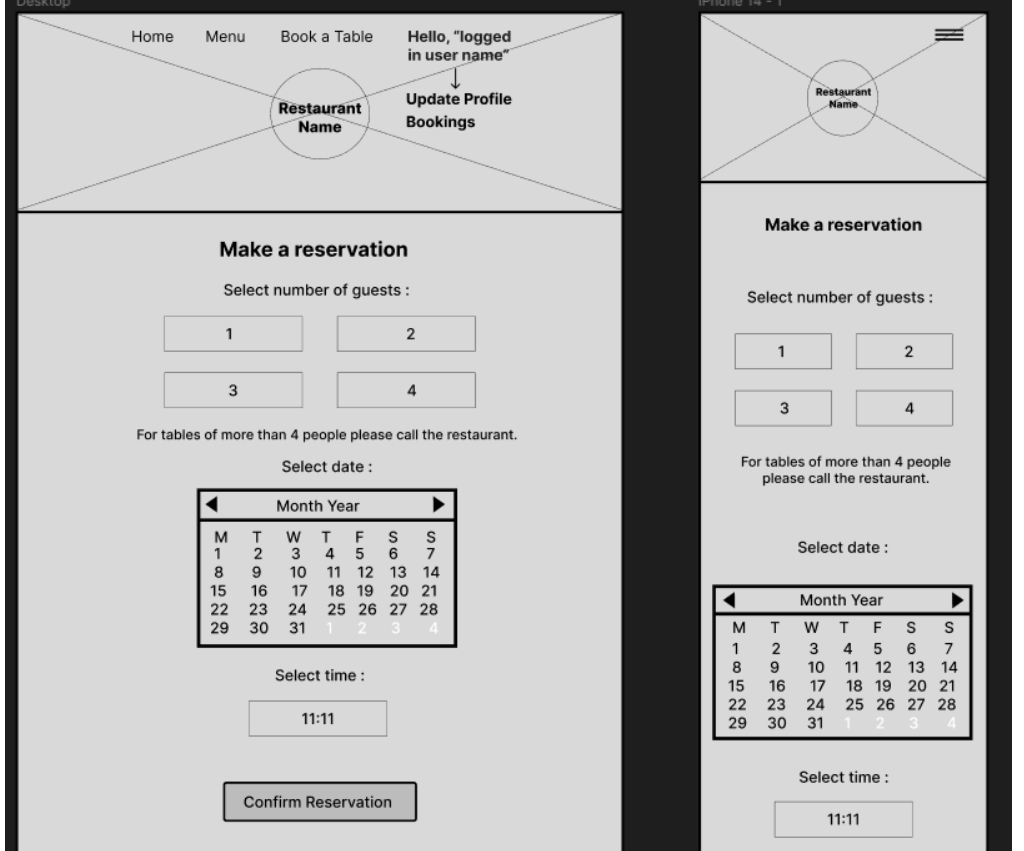 Desktop
Home Menu Book a Table Hello, "logged
in user name"
Update Profile
Bookings
Restaurant
Name
Make a reservation
Select number of guests :
1 2
3 4
For tables of more than 4 people please call the restaurant.
Select date :
Month Year
M T W T F S S
1 2 3 4 5 6 7
8 9 10 11 12 13 14
15 16 17 18 19 20 21
22 23 24 25 26 27 28
29 30 31 1 2 3 4
Select time :
11:11
Confirm Reservation
iPhone 14 - 1
Restaurant
Name
Make a reservation
Select number of guests :
1 2
3 4
For tables of more than 4 people
please call the restaurant.
Select date :
Month Year
M T W T F S S
1 2 3 4 5 6 7
8 9 10 11 12 13 14
15 16 17 18 19 20 21
22 23 24 25 26 27 28
29 30 31 1 2 3 4
Select time :
11:11